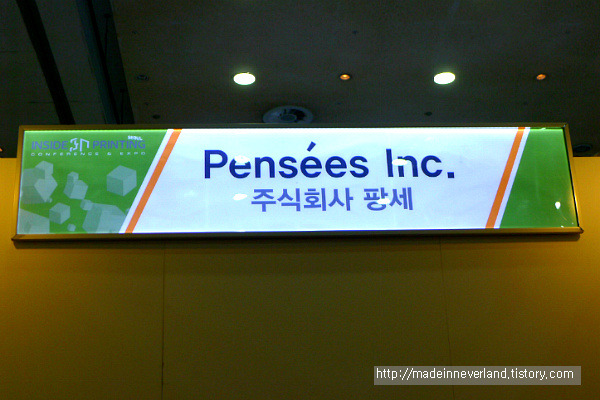 INSIDE 3D PRINTING
CONFERENCE & EXPO
Pensées Inc.
주식회사 팡세
http://madeinneverland.tistory.com